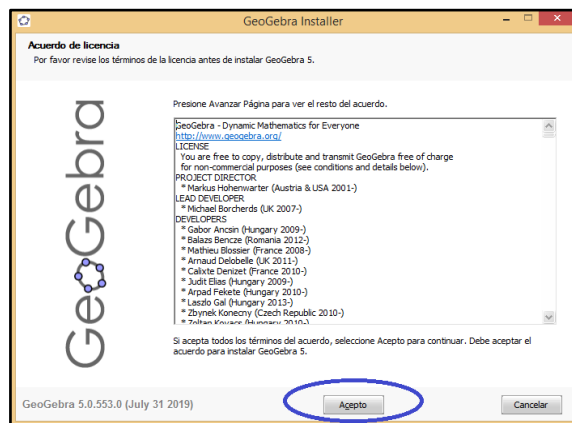 GeoGebra Installer
Acuerdo de licencia
Por favor revise los términos de la licencia antes de instalar GeoGebra 5.
GeoGebra
Presione Avanzar Página para ver el resto del acuerdo.
GeoGebra - Dynamic Mathematics for Everyone
http://www.geogebra.org/
LICENSE
You are free to copy, distribute and transmit GeoGebra free of charge
for non-commercial purposes (see conditions and details below).
PROJECT DIRECTOR
* Markus Hohenwarter (Austria & USA 2001-)
LEAD DEVELOPER
* Michael Borcherds (UK 2007-)
DEVELOPERS
* Gabor Ancsin (Hungary 2009-)
* Balazs Bencze (Romania 2012-)
* Mathieu Blossier (France 2008-)
* Arnaud Delobelle (UK 2011-)
* Calixte Denizet (France 2010-)
* Judit Elias (Hungary 2009-)
* Arpad Fekete (Hungary 2010-)
* Laszlo Gal (Hungary 2013-)
* Zbynek Konecny (Czech Republic 2010-)
* Zoltan Kovacs (Hungary 2010-)
Si acepta todos los términos del acuerdo, seleccione Acepto para continuar. Debe aceptar el
acuerdo para instalar GeoGebra 5.
GeoGebra 5.0.553.0 (July 31 2019)
Acepto
Cancelar